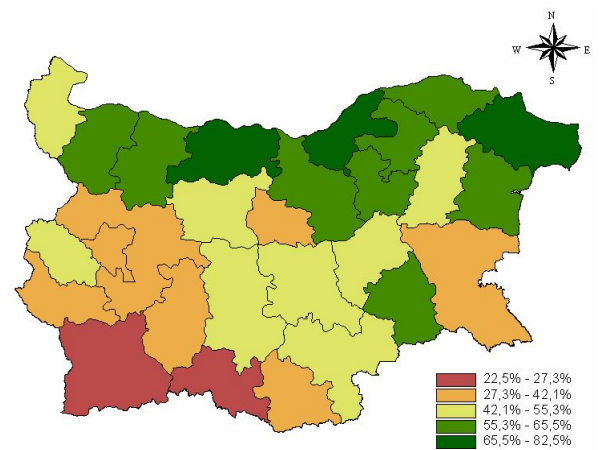 N
W E
S
22,5% - 27,3%
27,3% - 42,1%
42,1% - 55,3%
55,3% - 65,5%
65,5% - 82,5%